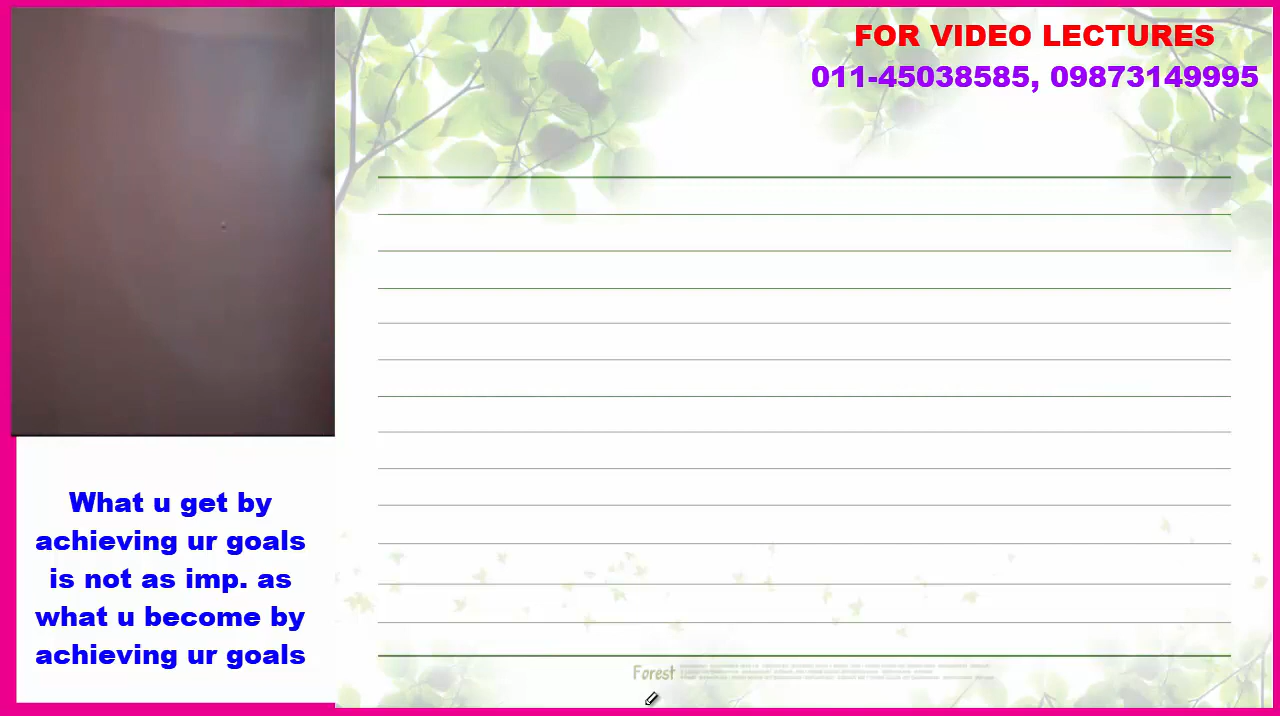 FOR VIDEO LECTURES
011-45038585, 09873149995
What u get by
achieving ur goals
is not as imp. as
what u become by
achieving ur goals
Forest